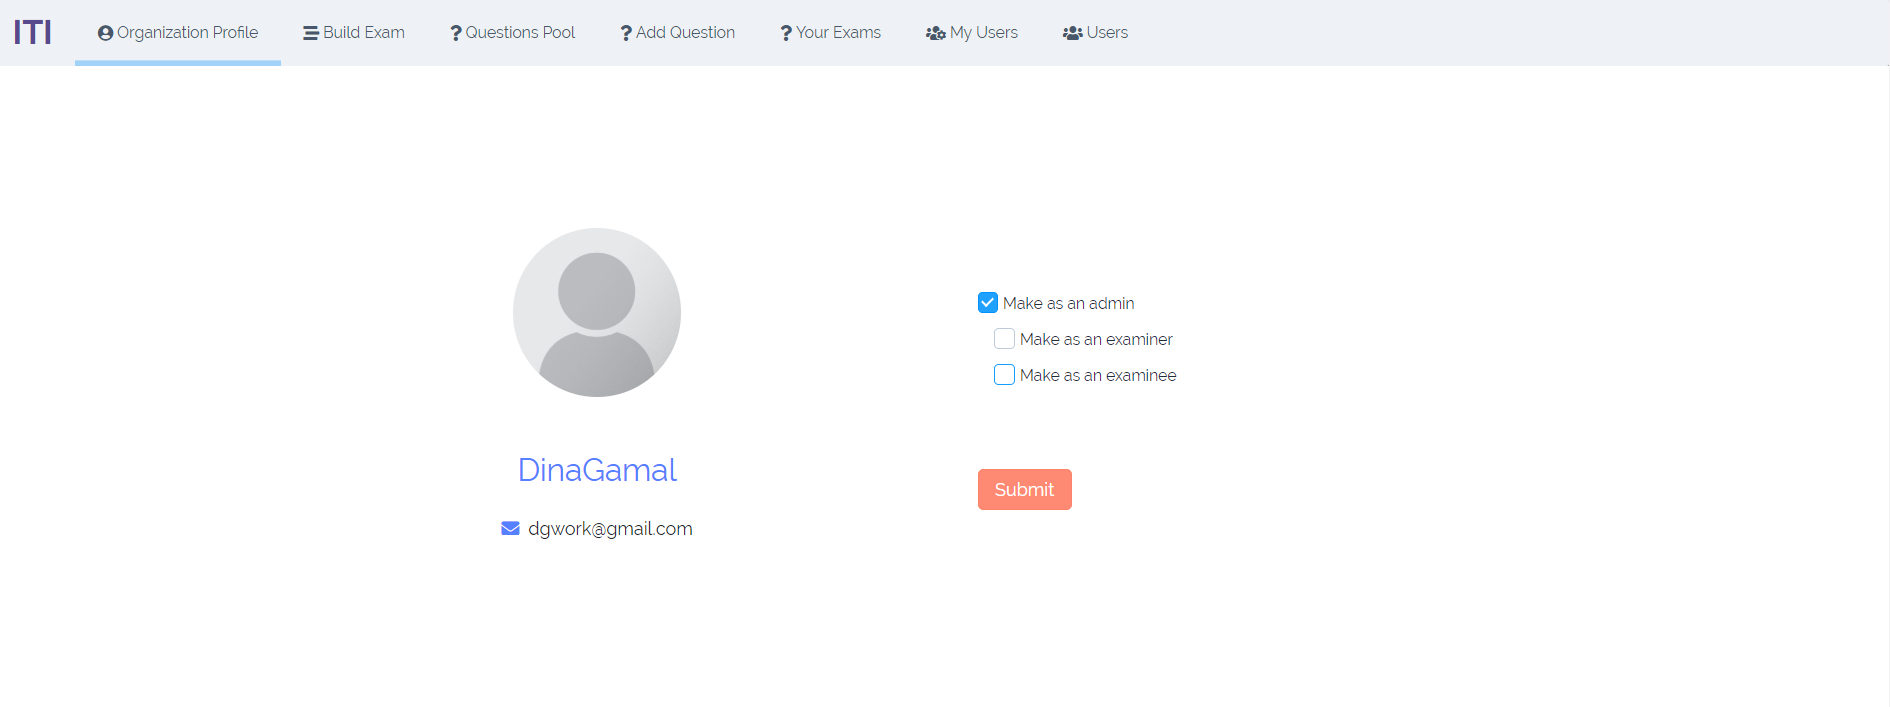 ITI Organization Profile Build Exam Questions Pool Add Question Your Exams My Users Users
Make as an admin
Make as an examiner
Make as an examinee
DinaGamal
Submit
dgwork@gmail.com